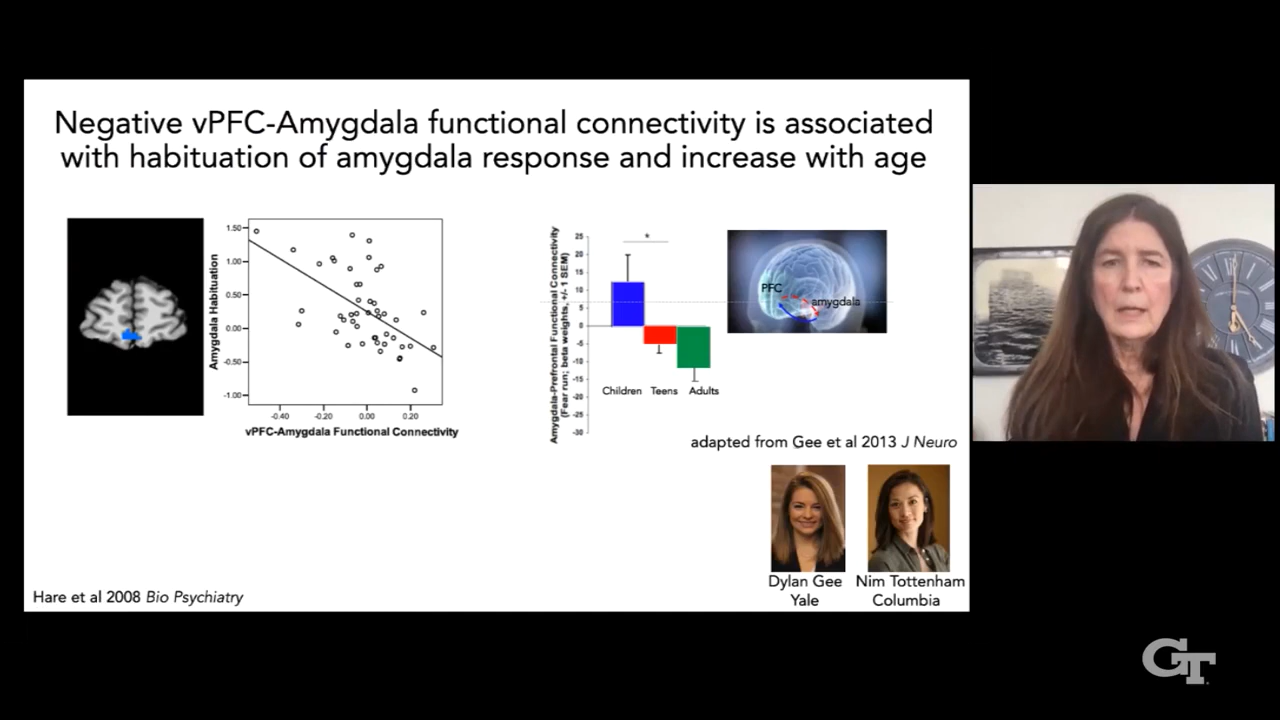 Negative vPFC-Amygdala functional connectivity is associated
with habituation of amygdala response and increase with age
Amygdala Habituation
1.50
1.00
0.50
0.00
-0.50
-1.00
-0.40
-0.20
0.00
0.20
vPFC-Amygdala Functional Connectivity
Amygdala-Prefrontal Functional Connectivity
(Fear run; beta weights, +/- 1 SEM)
25
20
15
10
5
0
-5
-10
-15
-20
-25
-30
*
Children
Teens
Adults
PFC
amygdala
adapted from Gee et al 2013 J Neuro
Dylan Gee
Yale
Nim Tottenham
Columbia
Hare et al 2008 Bio Psychiatry
GT